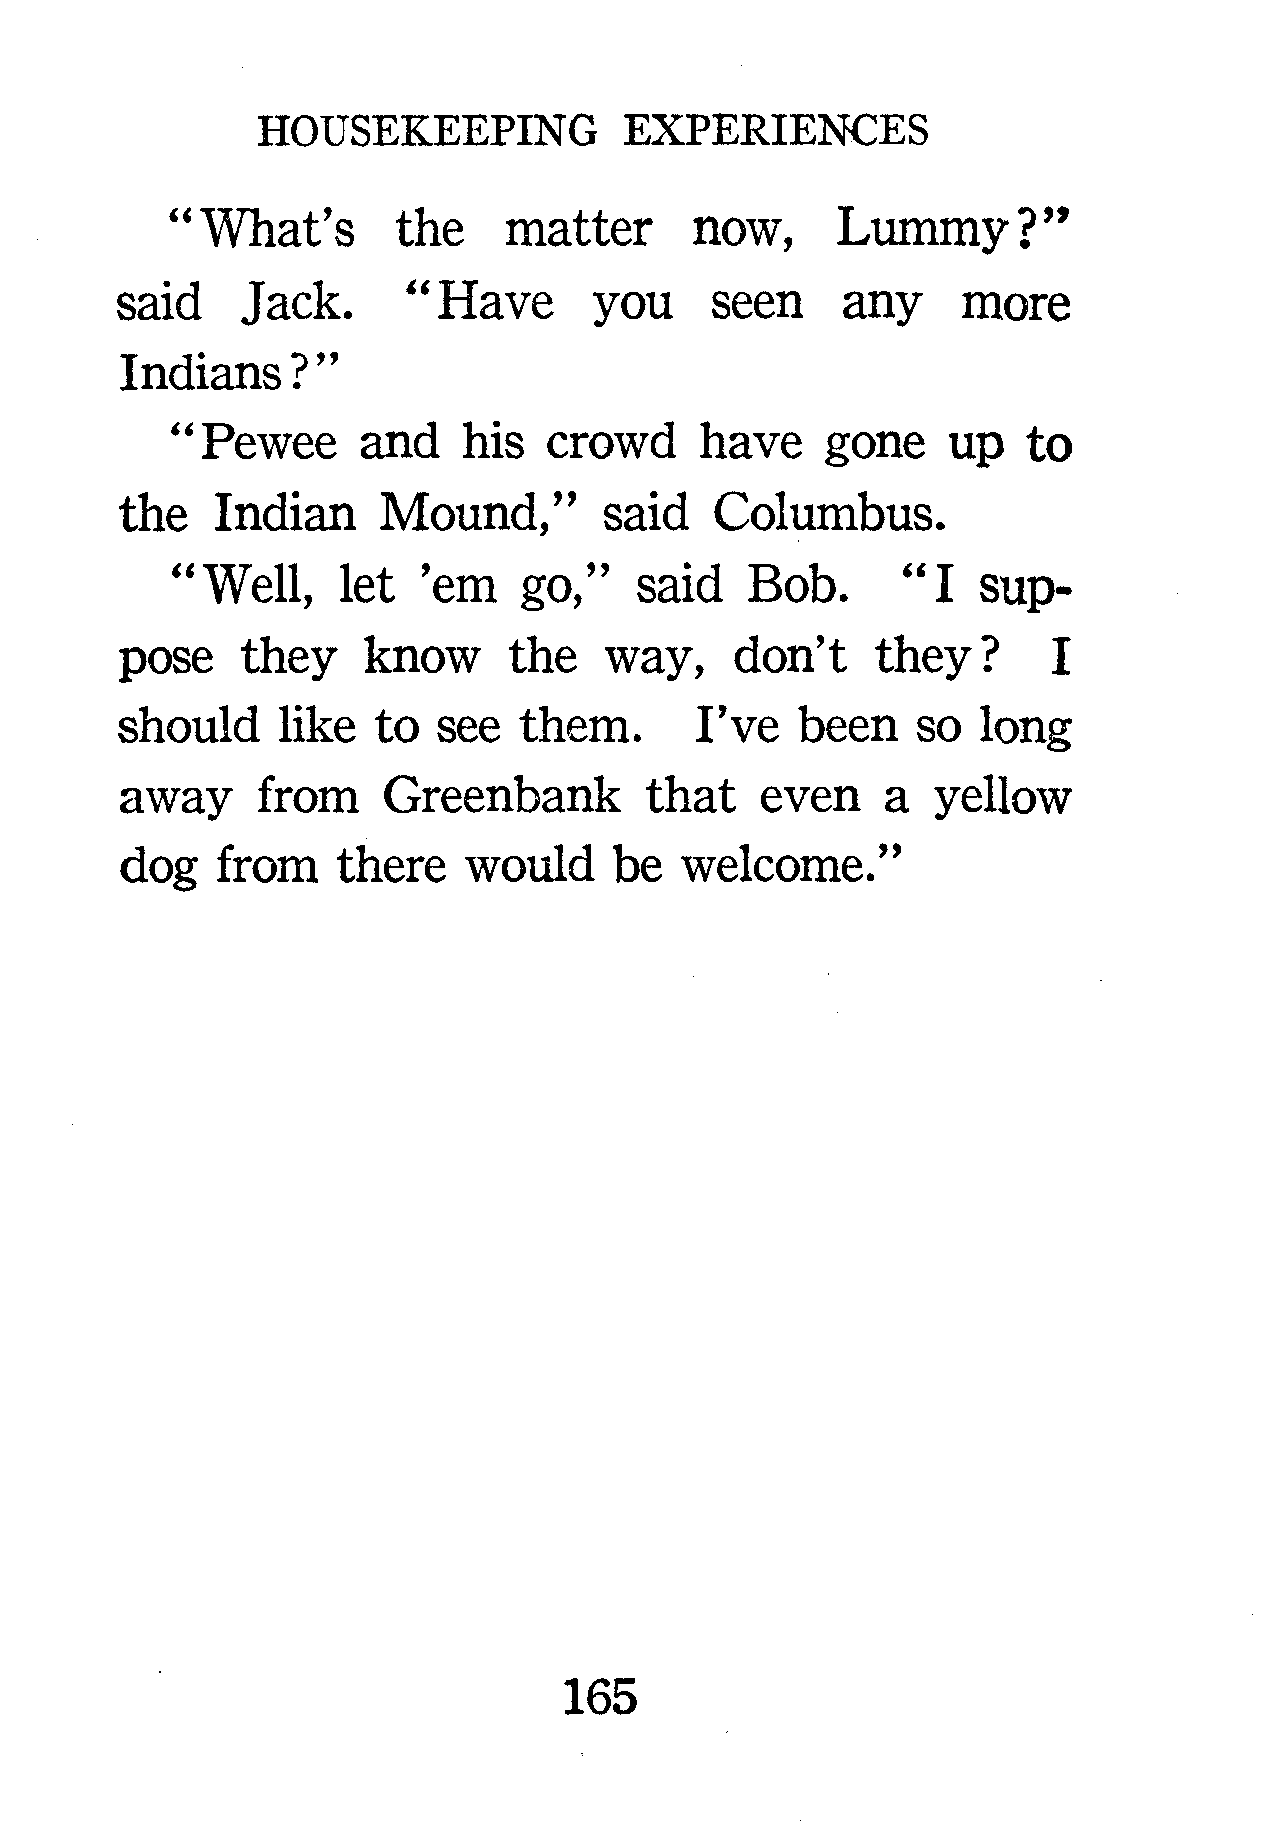 HOUSEKEEPING EXPERIENCES
“What’s the matter now, Lummy?”
said Jack. “Have you seen any more
Indians?”
“Pewee and his crowd have gone up to
the Indian Mound,” said Columbus.
“Well, let ’em go,” said Bob. “I sup-
pose they know the way, don’t they? I
should like to see them. I’ve been so long
away from Greenbank that even a yellow
dog from there would be welcome.”
165